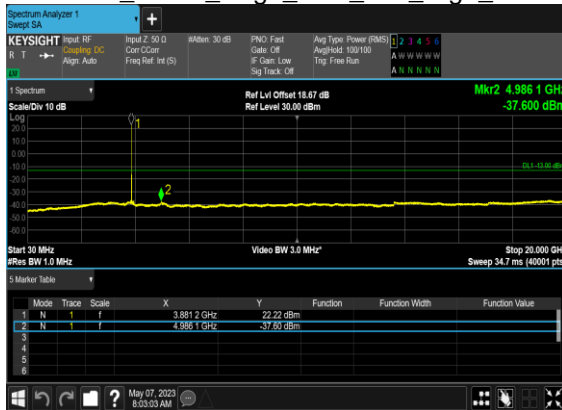 Spectrum Analyzer 1
Swept SA
KEYSIGHT Input: RF Input Z: 50 Ω #Atten: 30 dB PNO: Fast Avg Type: Power (RMS) 1 2 3 4 5 6
R T Coupling: DC Corr CCorr Gate: Off Avg|Hold: 100/100 A W W W W W
Align: Auto Freq Ref: Int (S) IF Gain: Low Trig: Free Run
Sig Track: Off A N N N N N
1 Spectrum Ref Lvl Offset 18.67 dB Mkr2 4.986 1 GHz
Scale/Div 10 dB Ref Level 30.00 dBm -37.600 dBm
Log
20.0
10.0
0.00
-10.0
-20.0
-30.0
-40.0
-50.0
-60.0
1
2
DL1 -13.00 dBm
Start 30 MHz Video BW 3.0 MHz* Stop 20.000 GH
#Res BW 1.0 MHz Sweep 34.7 ms (40001 pts
5 Marker Table
Mode Trace Scale X Y Function Function Width Function Value
1 N 1 f 3.881 2 GHz 22.22 dBm
2 N 1 f 4.986 1 GHz -37.60 dBm
3
4
5
6
? May 07, 2023
8:03:03 AM